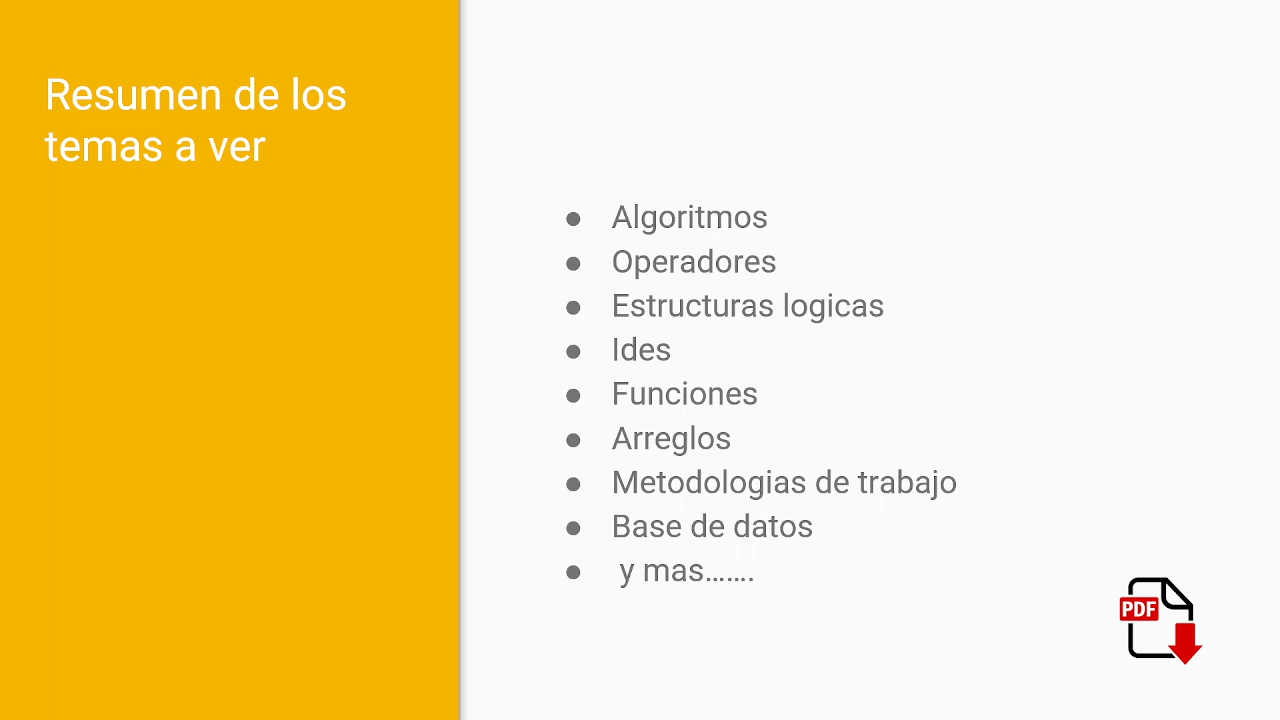 Resumen de los
temas a ver
● Algoritmos
● Operadores
● Estructuras logicas
● Ides
● Funciones
● Arreglos
● Metodologias de trabajo
● Base de datos
● y mas…….
PDF